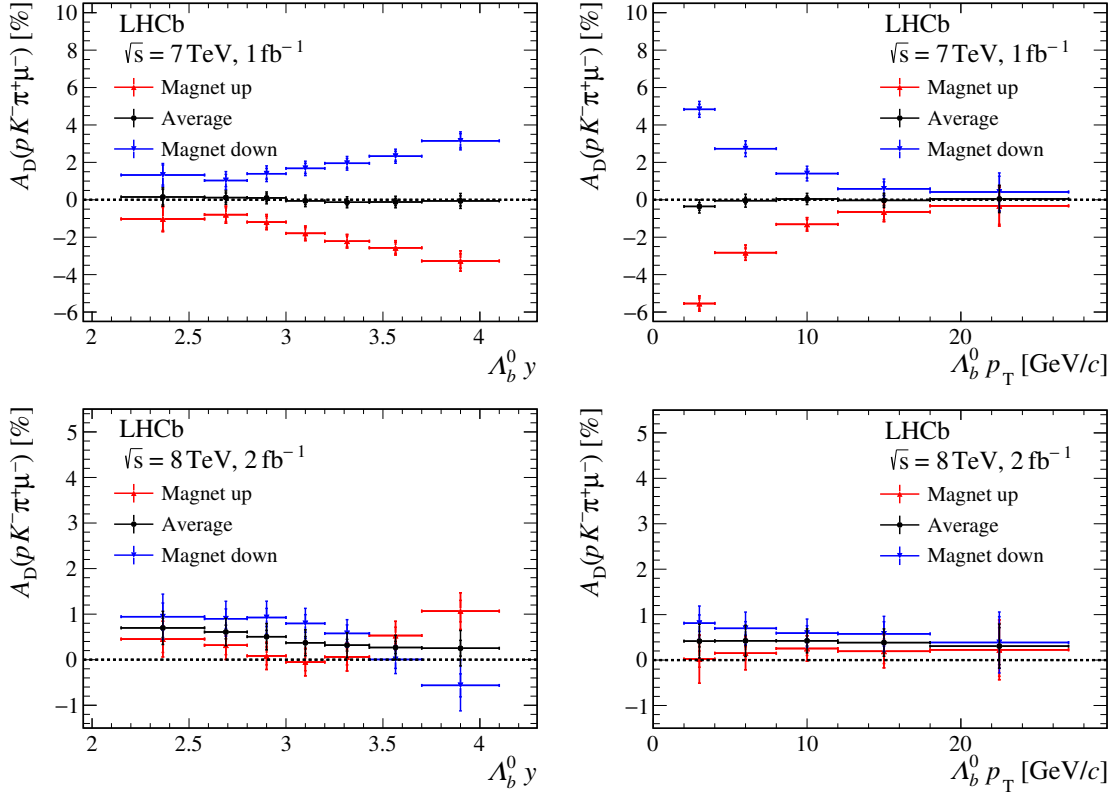 LHCb
√s = 7 TeV, 1 fb⁻¹
Magnet up
Average
Magnet down
A_D(pK⁻π⁺μ⁻) [%]
10
8
6
4
2
0
−2
−4
−6
2 2.5 3 3.5 4
Λ_b^0 y
LHCb
√s = 7 TeV, 1 fb⁻¹
Magnet up
Average
Magnet down
A_D(pK⁻π⁺μ⁻) [%]
10
8
6
4
2
0
−2
−4
−6
0 10 20
Λ_b^0 p_T [GeV/c]
LHCb
√s = 8 TeV, 2 fb⁻¹
Magnet up
Average
Magnet down
A_D(pK⁻π⁺μ⁻) [%]
5
4
3
2
1
0
−1
2 2.5 3 3.5 4
Λ_b^0 y
LHCb
√s = 8 TeV, 2 fb⁻¹
Magnet up
Average
Magnet down
A_D(pK⁻π⁺μ⁻) [%]
5
4
3
2
1
0
−1
0 10 20
Λ_b^0 p_T [GeV/c]